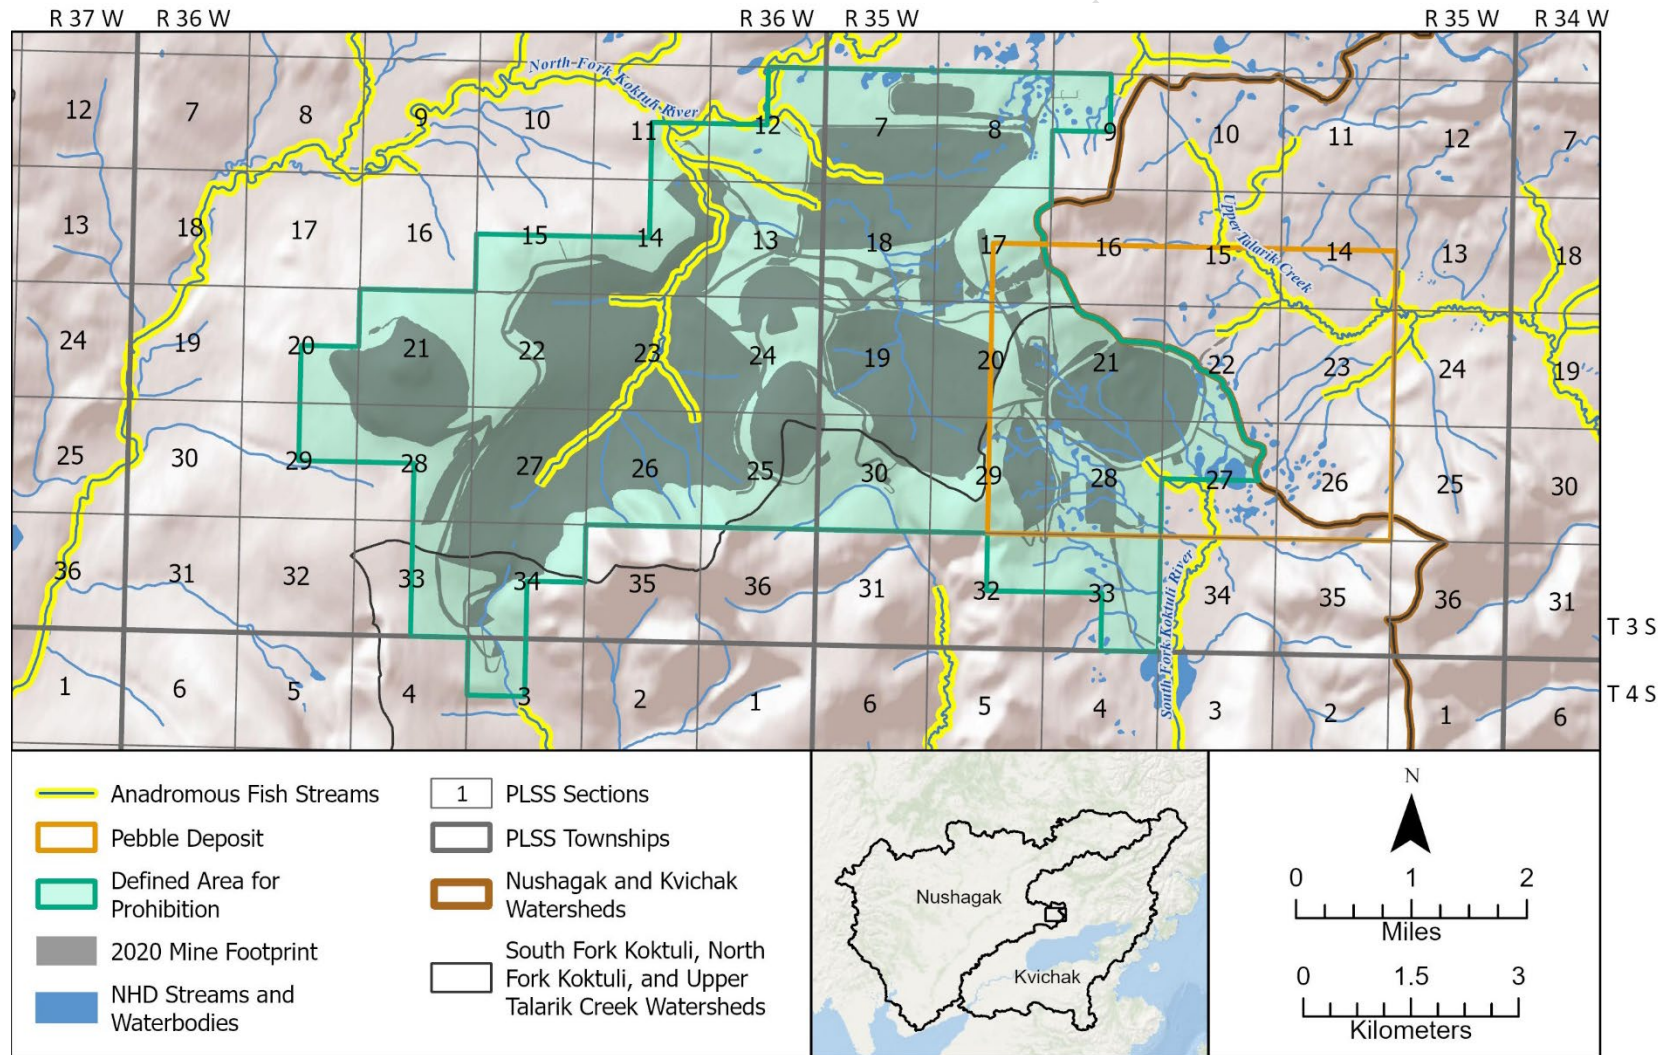 R 37 W R 36 W R 36 W R 35 W R 35 W R 34 W
North Fork Koktuli River
12 7 8 9 10 11 12 7 8 9 10 11 12 7
13 18 17 16 15 14 13 18 17 16 15 14 13 18
Upper Talarik Creek
24 19 20 21 22 23 24 19 20 21 22 23 24 19
25 30 29 28 27 26 25 30 29 28 27 26 25 30
36 31 32 33 34 35 36 31 32 33 34 35 36 31
South Fork Koktuli River
T 3 S
1 6 5 4 3 2 1 6 5 4 3 2 1 6
T 4 S
Anadromous Fish Streams
Pebble Deposit
Defined Area for
Prohibition
2020 Mine Footprint
NHD Streams and
Waterbodies
1 PLSS Sections
PLSS Townships
Nushagak and Kvichak
Watersheds
South Fork Koktuli, North
Fork Koktuli, and Upper
Talarik Creek Watersheds
Nushagak
Kvichak
N
0 1 2
Miles
0 1.5 3
Kilometers